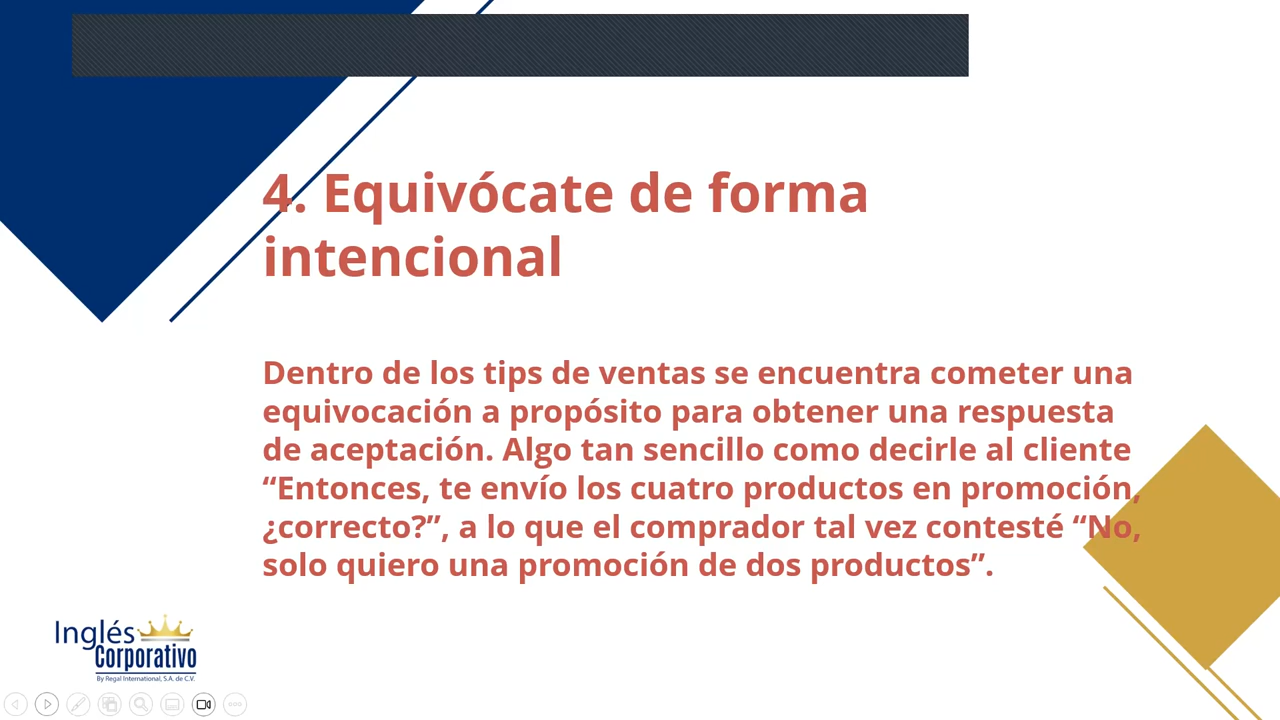 4. Equivócate de forma
intencional
Dentro de los tips de ventas se encuentra cometer una
equivocación a propósito para obtener una respuesta
de aceptación. Algo tan sencillo como decirle al cliente
“Entonces, te envío los cuatro productos en promoción,
¿correcto?”, a lo que el comprador tal vez contesté “No,
solo quiero una promoción de dos productos”.
Inglés
Corporativo
By Regal International, S.A. de C.V.